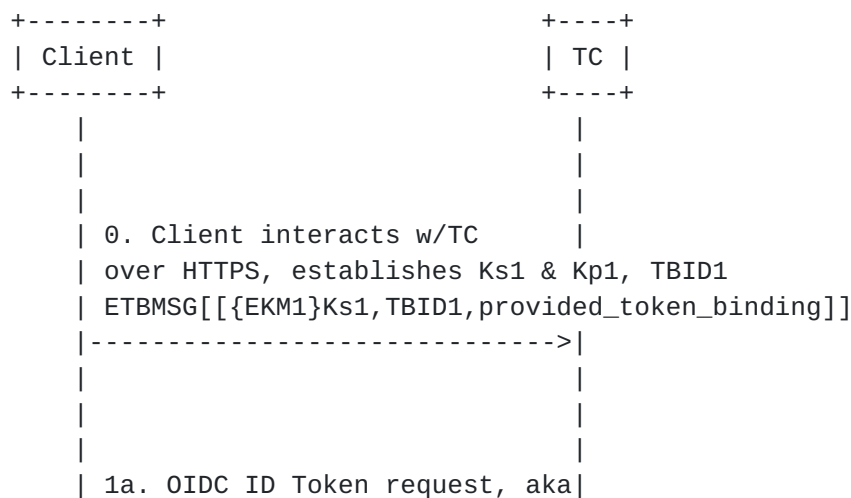 +--------+                        +----+
| Client |                        | TC |
+--------+                        +----+
    |                               |
    |                               |
    |                               |
    | 0. Client interacts w/TC      |
    | over HTTPS, establishes Ks1 & Kp1, TBID1
    | ETBMSG[[{EKM1}Ks1,TBID1,provided_token_binding]]
    |------------------------------>|
    |                               |
    |                               |
    |                               |
    | 1a. OIDC ID Token request, aka|